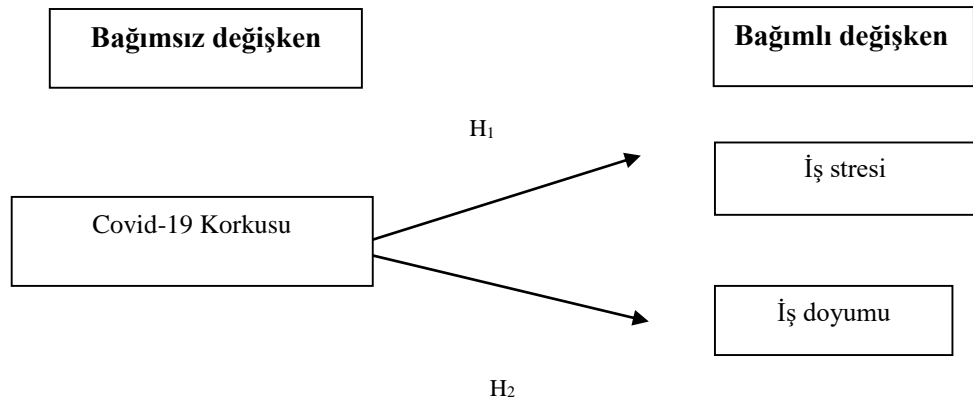 Bağımsız değişken
Bağımlı değişken
H₁
İş stresi
Covid-19 Korkusu
İş doyumu
H₂